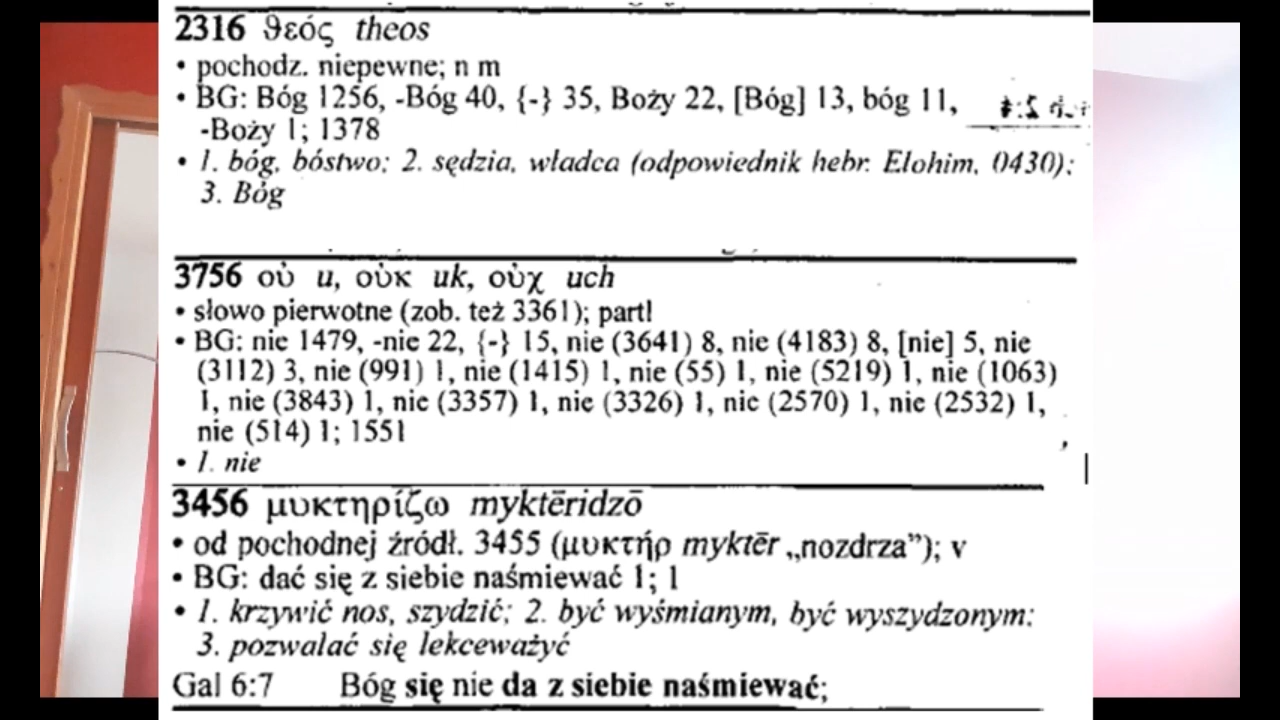 2316 ϑεός theos
• pochodz. niepewne; n m
• BG: Bóg 1256, -Bóg 40, {-} 35, Boży 22, [Bóg] 13, bóg 11,
-Boży 1; 1378
• 1. bóg, bóstwo; 2. sędzia, władca (odpowiednik hebr. Elohim, 0430);
3. Bóg
3756 οὐ u, οὐκ uk, οὐχ uch
• słowo pierwotne (zob. też 3361); partl
• BG: nie 1479, -nie 22, {-} 15, nie (3641) 8, nie (4183) 8, [nie] 5, nie
(3112) 3, nie (991) 1, nie (1415) 1, nie (55) 1, nie (5219) 1, nie (1063)
1, nie (3843) 1, nie (3357) 1, nie (3326) 1, nie (2570) 1, nie (2532) 1,
nie (514) 1; 1551
• 1. nie
3456 μυκτηρίζω myktēridzō
• od pochodnej źródł. 3455 (μυκτήρ myktēr „nozdrza”); v
• BG: dać się z siebie naśmiewać 1; 1
• 1. krzywić nos, szydzić; 2. być wyśmianym, być wyszydzonym;
3. pozwalać się lekceważyć
Gal 6:7 Bóg się nie da z siebie naśmiewać;